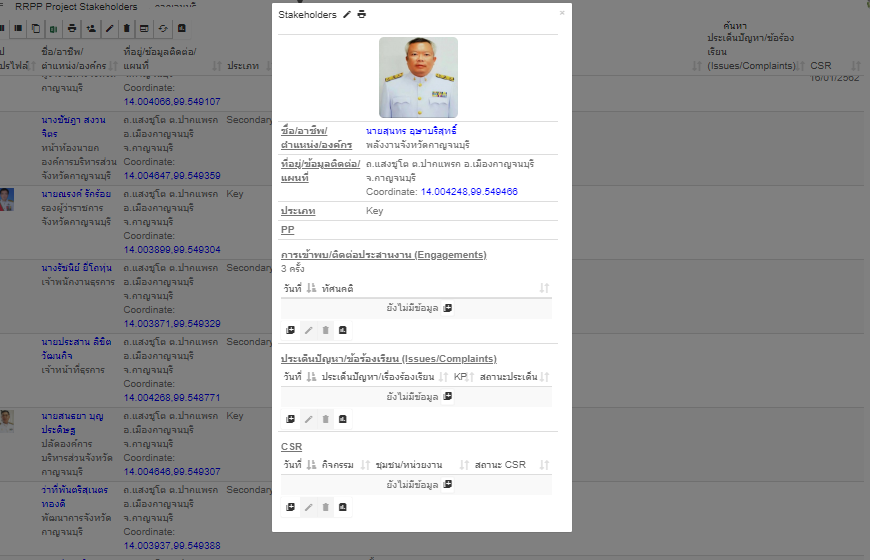 RRPP Project Stakeholders
กาญจนบุรี
ค้นหา
ชื่อ/อาชีพ/
ตำแหน่ง/องค์กร
ที่อยู่/ข้อมูลติดต่อ/
แผนที่
ประเภท
ประเด็นปัญหา/ข้อร้อง
เรียน
(Issues/Complaints)
CSR
16/01/2562
กาญจนบุรี
Coordinate:
14.004066,99.549107
นางชัชฎา สงวน
จิตร
หน้าห้องนายก
องค์การบริหารส่วน
จังหวัดกาญจนบุรี
ถ.แสงชูโต ต.ปากแพรก
อ.เมืองกาญจนบุรี
จ.กาญจนบุรี
Coordinate:
14.004647,99.549359
Secondary
นายณรงค์ รักร้อย
รองผู้ว่าราชการ
จังหวัดกาญจนบุรี
ถ.แสงชูโต ต.ปากแพรก
อ.เมืองกาญจนบุรี
จ.กาญจนบุรี
Coordinate:
14.003899,99.549304
Key
นางรัชนีย์ ยี่โถหุ่น
เจ้าพนักงานธุรการ
ถ.แสงชูโต ต.ปากแพรก
อ.เมืองกาญจนบุรี
จ.กาญจนบุรี
Coordinate:
14.003871,99.549329
Secondary
นายประสาน ลิขิต
วัฒนกิจ
เจ้าหน้าที่ธุรการ
ถ.แสงชูโต ต.ปากแพรก
อ.เมืองกาญจนบุรี
จ.กาญจนบุรี
Coordinate:
14.004268,99.548771
Secondary
นายสนธยา บุญ
ประดิษฐ
ปลัดองค์การ
บริหารส่วนจังหวัด
กาญจนบุรี
ถ.แสงชูโต ต.ปากแพรก
อ.เมืองกาญจนบุรี
จ.กาญจนบุรี
Coordinate:
14.004646,99.549307
Key
ว่าที่พันตรีสุเนตร
ทองดี
พัฒนาการจังหวัด
กาญจนบุรี
ถ.แสงชูโต ต.ปากแพรก
อ.เมืองกาญจนบุรี
จ.กาญจนบุรี
Coordinate:
14.003937,99.549388
Secondary
Stakeholders
×
ชื่อ/อาชีพ/
ตำแหน่ง/องค์กร
นายสุนทร อุษาบริสุทธิ์
พลังงานจังหวัดกาญจนบุรี
ที่อยู่/ข้อมูลติดต่อ/
แผนที่
ถ.แสงชูโต ต.ปากแพรก อ.เมืองกาญจนบุรี
จ.กาญจนบุรี
Coordinate: 14.004248,99.549466
ประเภท Key
PP
การเข้าพบ/ติดต่อประสานงาน (Engagements)
3 ครั้ง
วันที่ ทัศนคติ
ยังไม่มีข้อมูล
ประเด็นปัญหา/ข้อร้องเรียน (Issues/Complaints)
วันที่ ประเด็นปัญหา/เรื่องร้องเรียน KP สถานะประเด็น
ยังไม่มีข้อมูล
CSR
วันที่ กิจกรรม ชุมชน/หน่วยงาน สถานะ CSR
ยังไม่มีข้อมูล